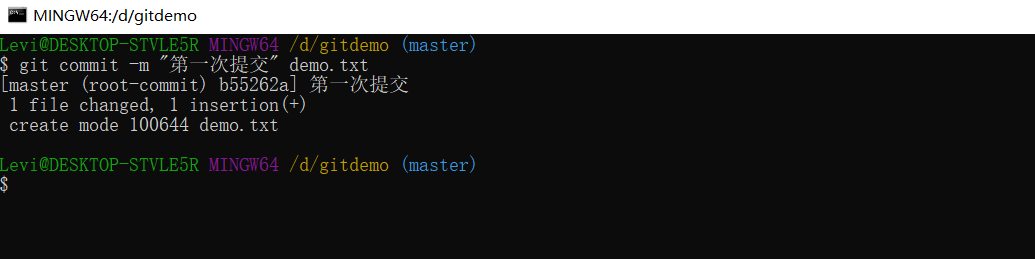 MINGW64:/d/gitdemo
Levi@DESKTOP-STVLE5R MINGW64 /d/gitdemo (master)
$ git commit -m "第一次提交" demo.txt
[master (root-commit) b55262a] 第一次提交
 1 file changed, 1 insertion(+)
 create mode 100644 demo.txt
Levi@DESKTOP-STVLE5R MINGW64 /d/gitdemo (master)
$